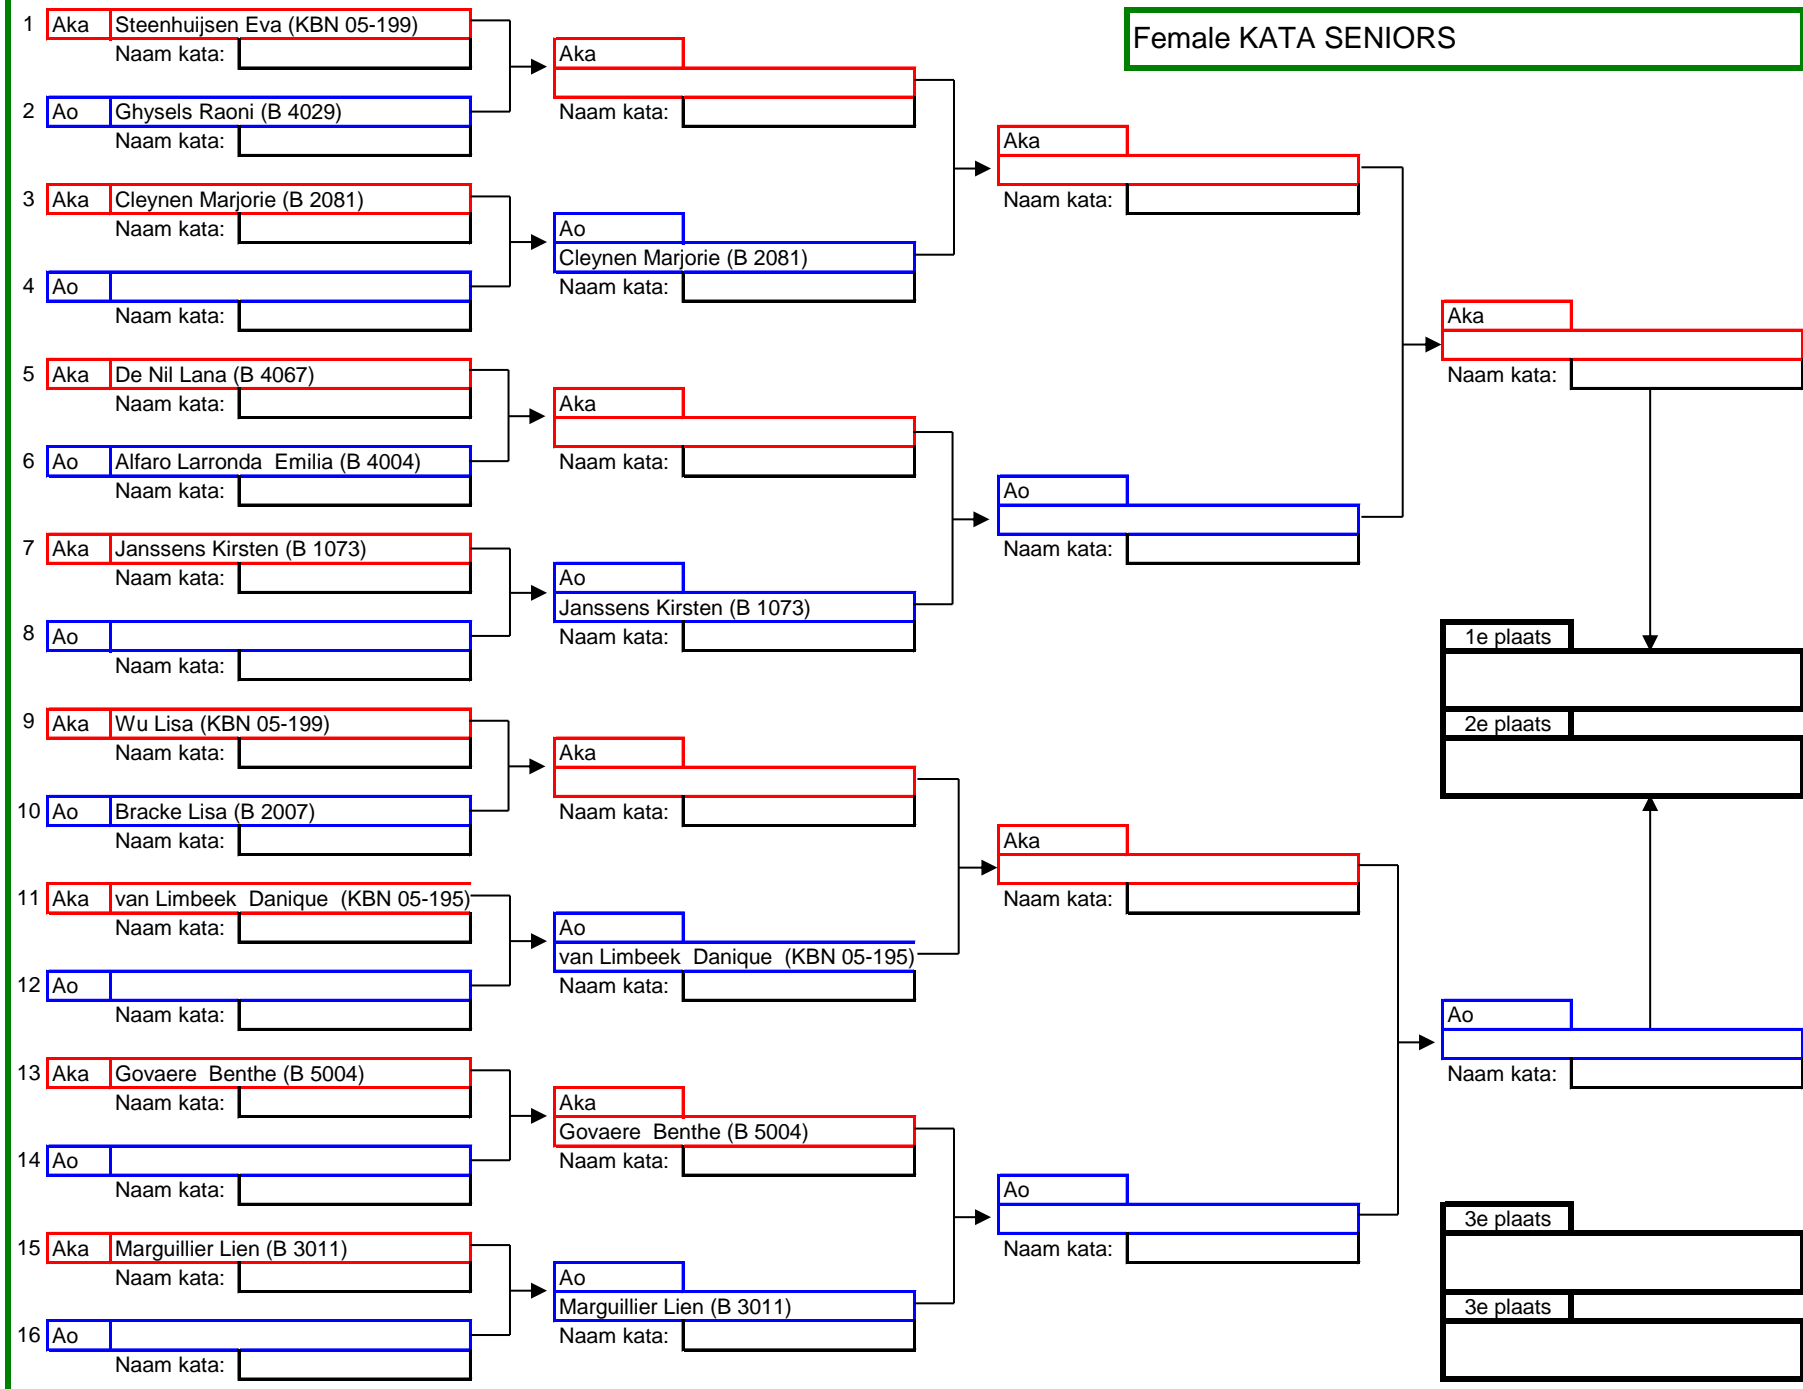 Female KATA SENIORS
1 Aka Steenhuijsen Eva (KBN 05-199)
Naam kata:
2 Ao Ghysels Raoni (B 4029)
Naam kata:
3 Aka Cleynen Marjorie (B 2081)
Naam kata:
4 Ao
Naam kata:
5 Aka De Nil Lana (B 4067)
Naam kata:
6 Ao Alfaro Larronda  Emilia (B 4004)
Naam kata:
7 Aka Janssens Kirsten (B 1073)
Naam kata:
8 Ao
Naam kata:
9 Aka Wu Lisa (KBN 05-199)
Naam kata:
10 Ao Bracke Lisa (B 2007)
Naam kata:
11 Aka van Limbeek  Danique  (KBN 05-195)
Naam kata:
12 Ao
Naam kata:
13 Aka Govaere  Benthe (B 5004)
Naam kata:
14 Ao
Naam kata:
15 Aka Marguillier Lien (B 3011)
Naam kata:
16 Ao
Naam kata:
Aka
Naam kata:
Ao
Cleynen Marjorie (B 2081)
Naam kata:
Aka
Naam kata:
Ao
Janssens Kirsten (B 1073)
Naam kata:
Aka
Naam kata:
Ao
van Limbeek  Danique  (KBN 05-195)
Naam kata:
Aka
Govaere  Benthe (B 5004)
Naam kata:
Ao
Marguillier Lien (B 3011)
Naam kata:
Aka
Naam kata:
Ao
Naam kata:
Aka
Naam kata:
Ao
Naam kata:
Aka
Naam kata:
1e plaats
2e plaats
Ao
Naam kata:
3e plaats
3e plaats